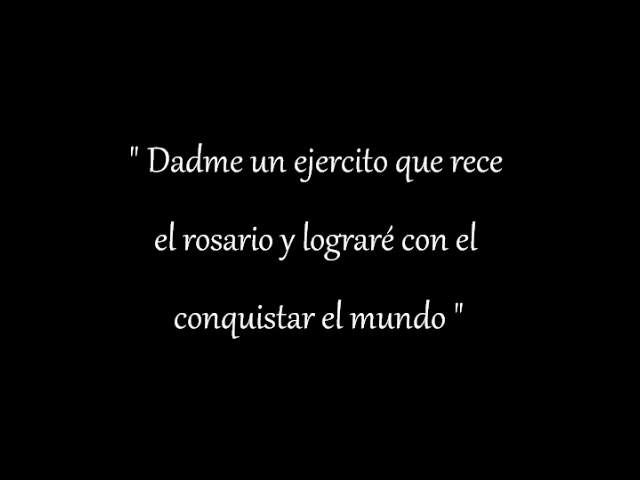 " Dadme un ejercito que rece
el rosario y lograré con el
conquistar el mundo "